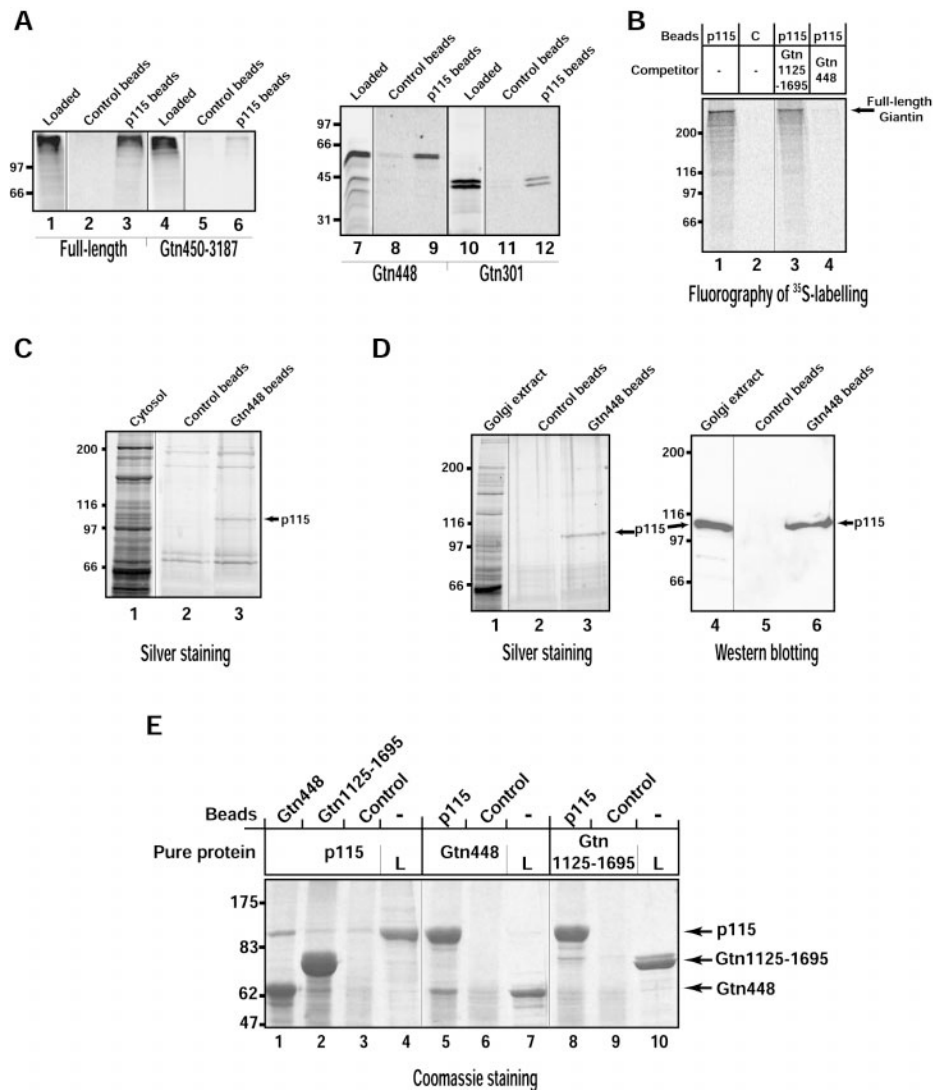 A
Loaded
Control beads
p115 beads
Loaded
Control beads
p115 beads
97
66
1 2 3 4 5 6
Full-length Gtn450-3187
Loaded
Control beads
p115 beads
Loaded
Control beads
p115 beads
97
66
45
31
7 8 9 10 11 12
Gtn448 Gtn301
B
Beads p115 C p115 p115
Competitor - - Gtn 1125 -1695 Gtn 448
Full-length
Giantin
200
116
97
66
1 2 3 4
Fluorography of ³⁵S-labelling
C
Cytosol
Control beads
Gtn448 beads
200
116
97
66
p115
1 2 3
Silver staining
D
Golgi extract
Control beads
Gtn448 beads
200
116
97
66
p115
1 2 3
Silver staining
Golgi extract
Control beads
Gtn448 beads
200
116
97
66
p115
4 5 6
Western blotting
E
Beads Gtn448 Gtn1125-1695 Control - p115 Control - p115 Control -
Pure protein p115 L Gtn448 L Gtn 1125-1695 L
175
83
62
47
p115
Gtn1125-1695
Gtn448
1 2 3 4 5 6 7 8 9 10
Coomassie staining